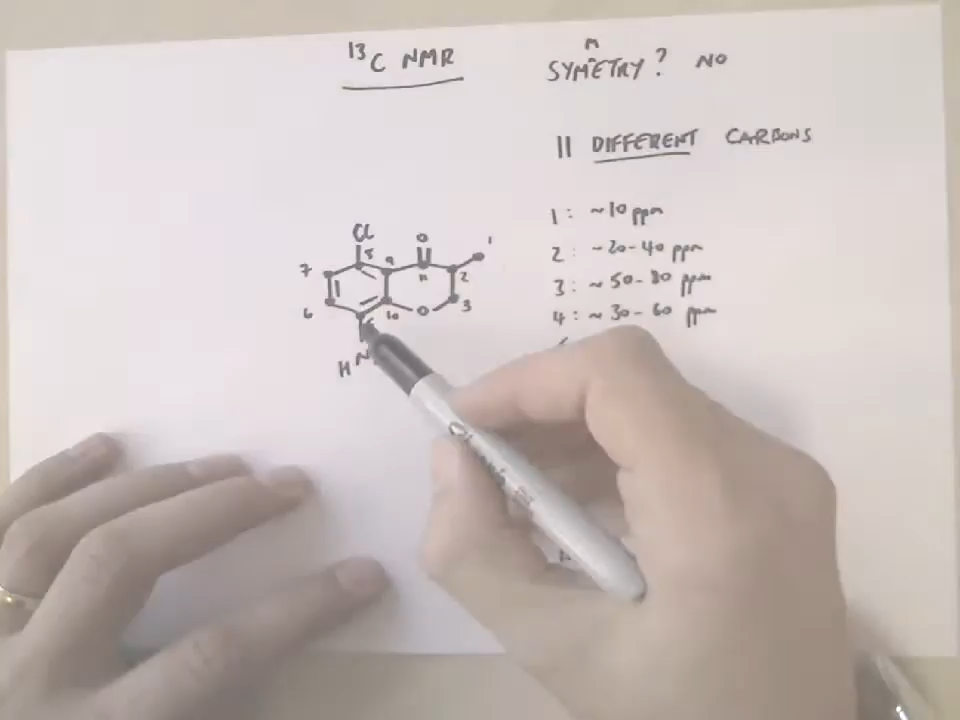 13C NMR
SYMMETRY? NO
11 DIFFERENT CARBONS
1: ~10 ppm
2: ~20-40 ppm
3: ~50-80 ppm
4: ~30-60 ppm
Cl
O
1
7
8
9
11
2
6
10
O
3
HN